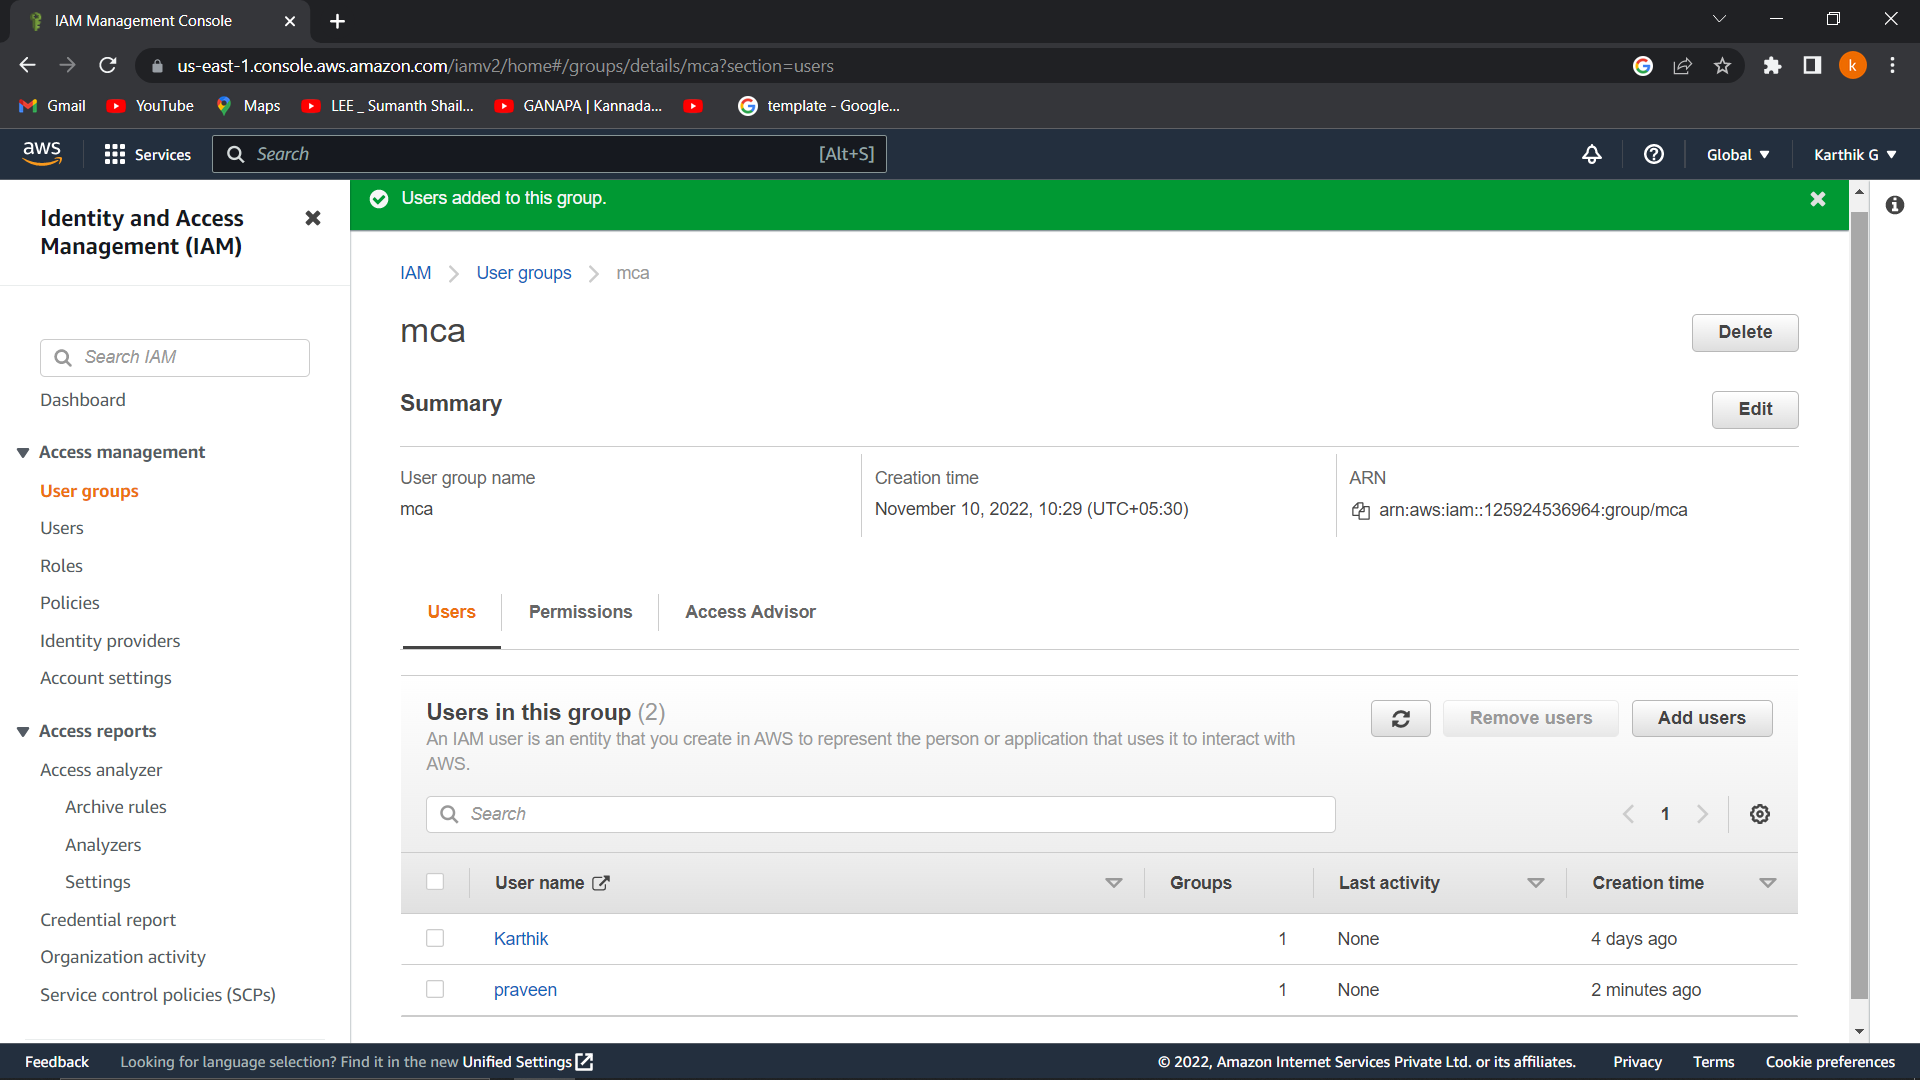 IAM Management Console
us-east-1.console.aws.amazon.com/iamv2/home#/groups/details/mca?section=users
k
Gmail
YouTube
Maps
LEE _ Sumanth Shail...
GANAPA | Kannada...
template - Google...
aws
Services
Search
[Alt+S]
Global
Karthik G
Identity and Access
Management (IAM)
Search IAM
Dashboard
Access management
User groups
Users
Roles
Policies
Identity providers
Account settings
Access reports
Access analyzer
Archive rules
Analyzers
Settings
Credential report
Organization activity
Service control policies (SCPs)
Users added to this group.
IAM > User groups > mca
mca
Delete
Summary
Edit
User group name
mca
Creation time
November 10, 2022, 10:29 (UTC+05:30)
ARN
arn:aws:iam::125924536964:group/mca
Users
Permissions
Access Advisor
Users in this group (2)
An IAM user is an entity that you create in AWS to represent the person or application that uses it to interact with
AWS.
Remove users
Add users
Search
1
User name
Groups
Last activity
Creation time
Karthik 1 None 4 days ago
praveen 1 None 2 minutes ago
Feedback
Looking for language selection? Find it in the new Unified Settings
© 2022, Amazon Internet Services Private Ltd. or its affiliates.
Privacy
Terms
Cookie preferences